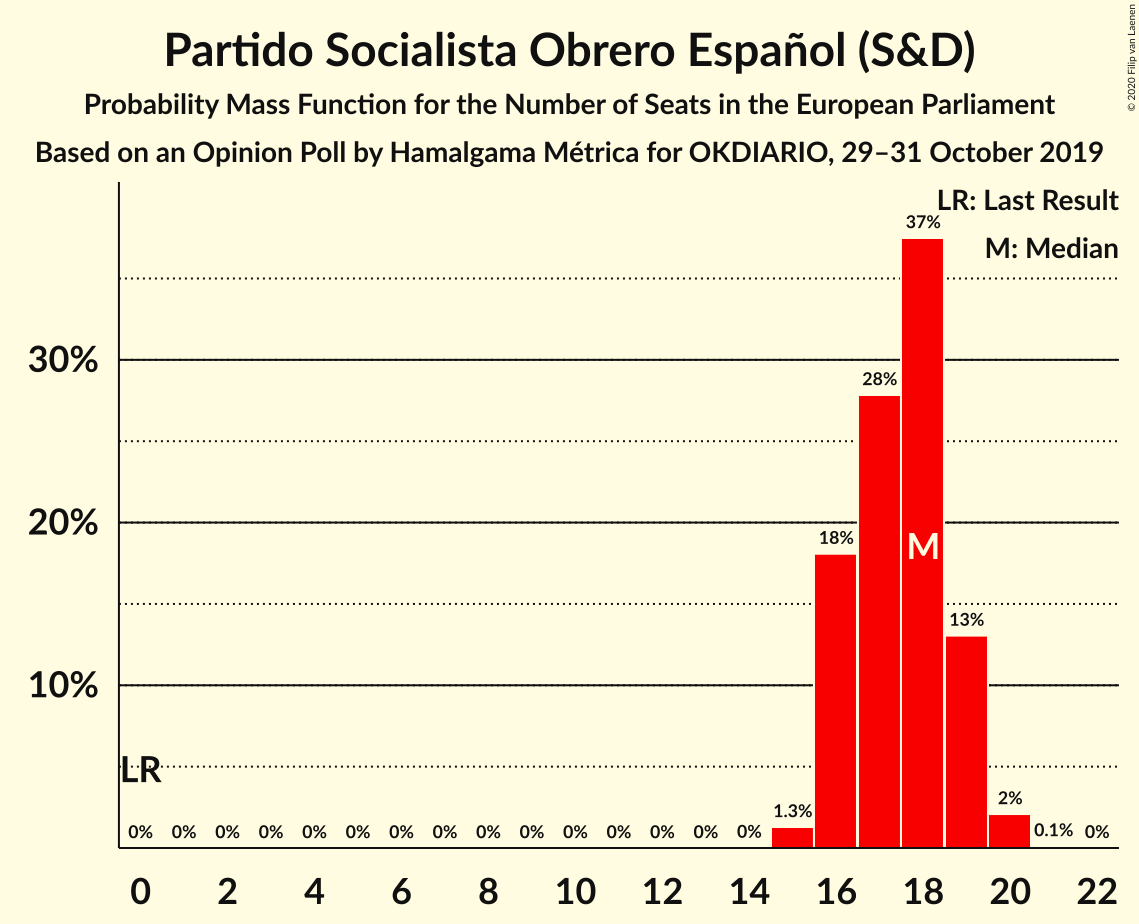 Partido Socialista Obrero Español (S&D)
Probability Mass Function for the Number of Seats in the European Parliament
Based on an Opinion Poll by Hamalgama Métrica for OKDIARIO, 29–31 October 2019
© 2020 Filip van Laenen
LR: Last Result
M: Median
37%
30%
28%
20%
18%
M
13%
10%
LR
0% 0% 0% 0% 0% 0% 0% 0% 0% 0% 0% 0% 0% 0% 0% 1.3% 2% 0.1% 0%
0 2 4 6 8 10 12 14 16 18 20 22